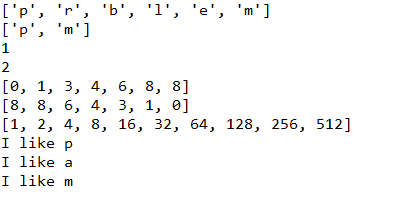 ['p', 'r', 'b', 'l', 'e', 'm']
['p', 'm']
1
2
[0, 1, 3, 4, 6, 8, 8]
[8, 8, 6, 4, 3, 1, 0]
[1, 2, 4, 8, 16, 32, 64, 128, 256, 512]
I like p
I like a
I like m